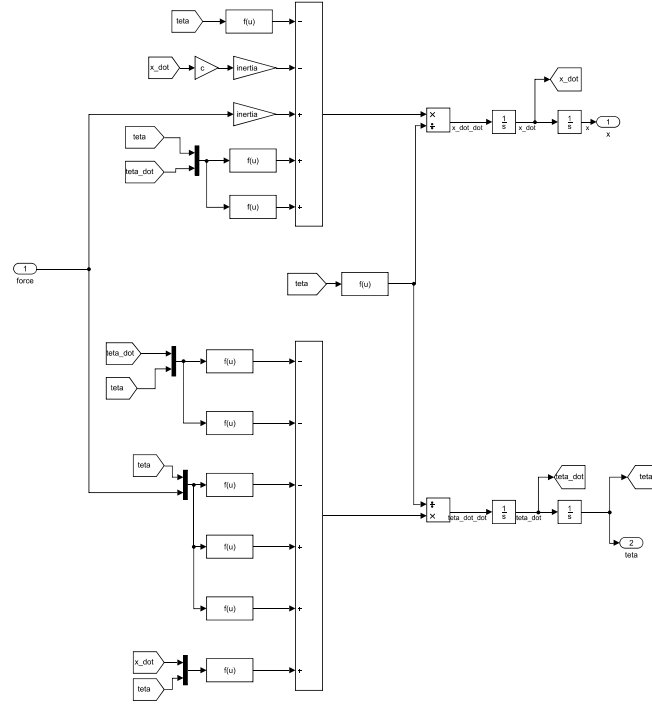 teta
f(u)
−
x_dot
c
inertia
−
x_dot
inertia
+
×
÷
x_dot_dot
1
s
x_dot
1
s
x
1
x
teta
teta_dot
f(u)
+
f(u)
+
1
force
teta
f(u)
teta_dot
teta
f(u)
−
f(u)
−
teta
f(u)
−
f(u)
+
f(u)
+
x_dot
teta
f(u)
+
÷
×
teta_dot_dot
1
s
teta_dot
teta_dot
1
s
teta
2
teta